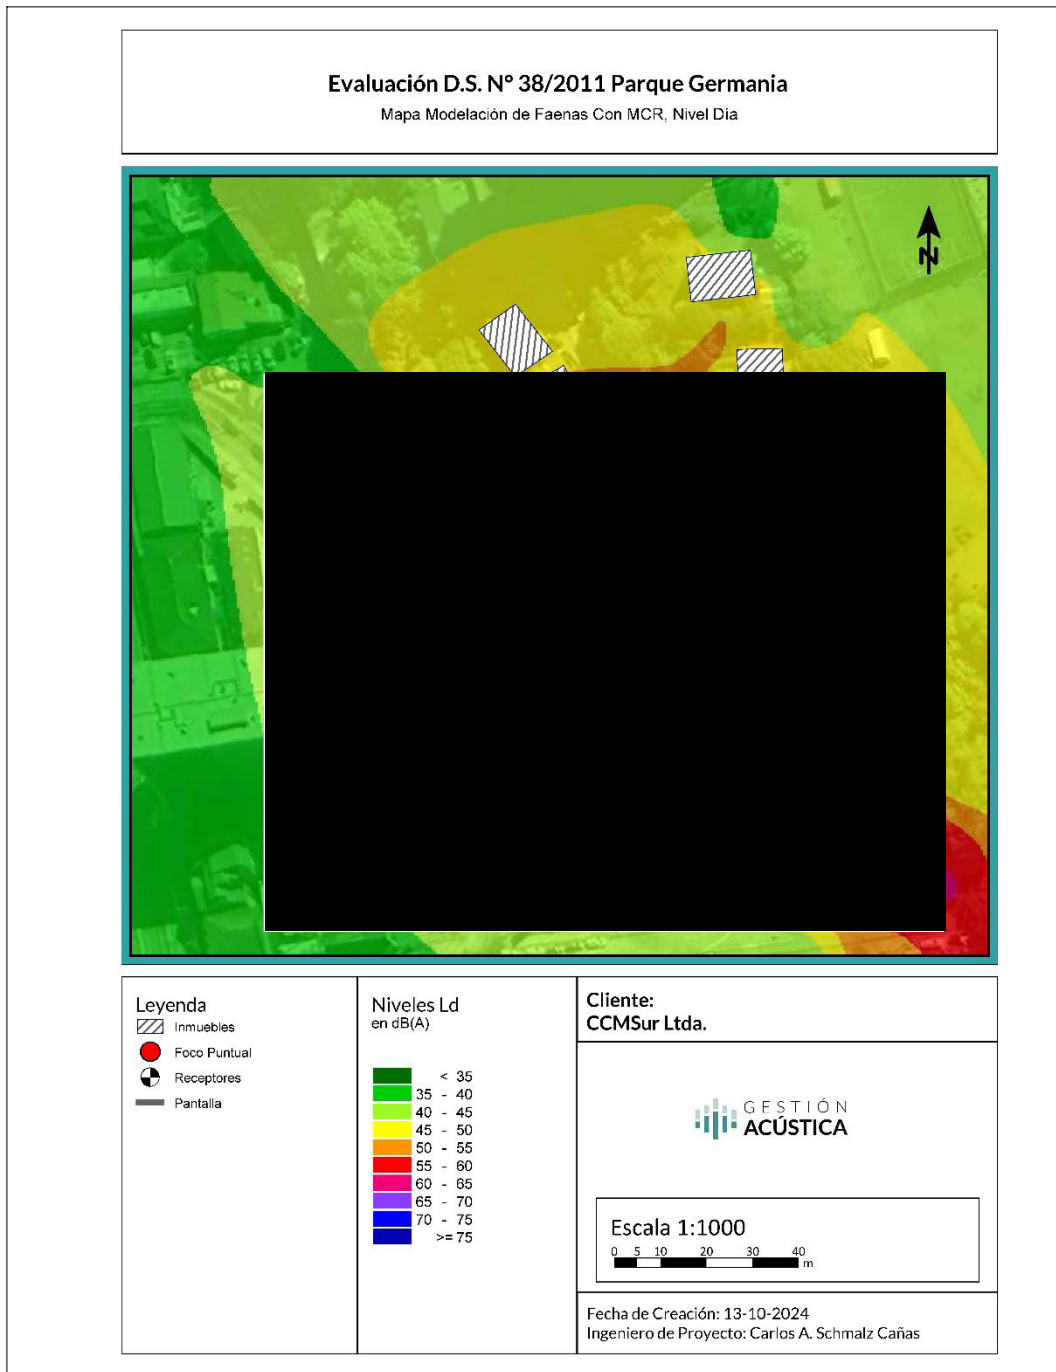 Evaluación D.S. N° 38/2011 Parque Germania
Mapa Modelación de Faenas Con MCR, Nivel Día
N
Leyenda
Inmuebles
Foco Puntual
Receptores
Pantalla
Niveles Ld
en dB(A)
< 35
35 - 40
40 - 45
45 - 50
50 - 55
55 - 60
60 - 65
65 - 70
70 - 75
>= 75
Cliente:
CCMSur Ltda.
GESTIÓN
ACÚSTICA
Escala 1:1000
0 5 10 20 30 40
m
Fecha de Creación: 13-10-2024
Ingeniero de Proyecto: Carlos A. Schmalz Cañas